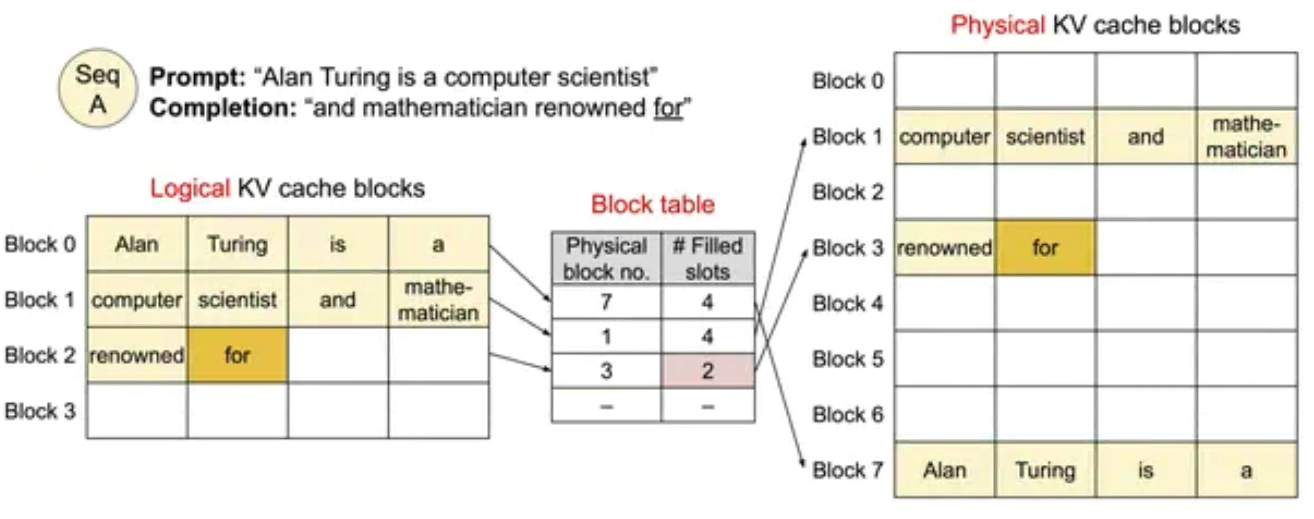 Physical KV cache blocks
Seq
A
Prompt: “Alan Turing is a computer scientist”
Completion: “and mathematician renowned for”
Logical KV cache blocks
Block 0 Alan Turing is a
Block 1 computer scientist and mathe-
matician
Block 2 renowned for
Block 3
Block table
Physical # Filled
block no. slots
7 4
1 4
3 2
– –
Block 0
Block 1 computer scientist and mathe-
matician
Block 2
Block 3 renowned for
Block 4
Block 5
Block 6
Block 7 Alan Turing is a